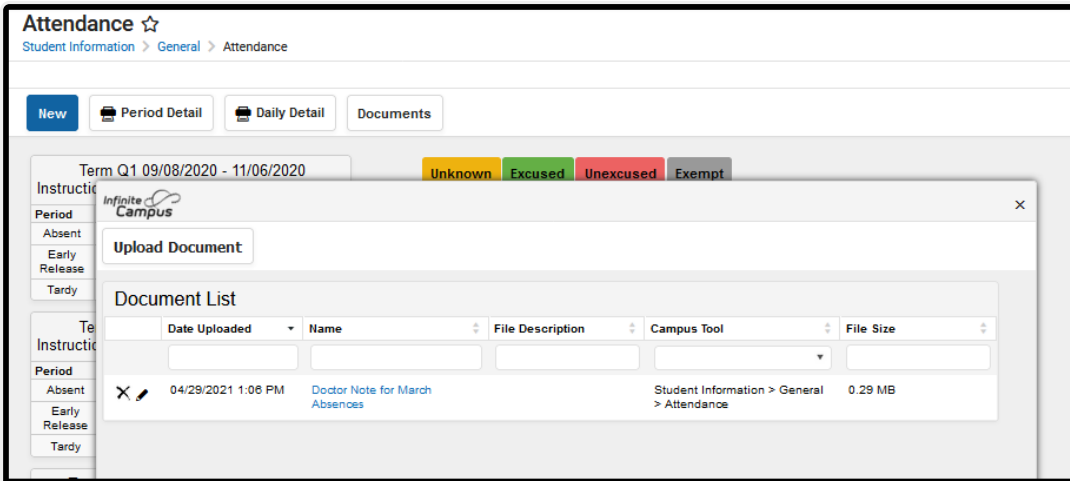 Attendance
Student Information > General > Attendance
New
Period Detail
Daily Detail
Documents
Term Q1 09/08/2020 - 11/06/2020
Unknown Excused Unexcused Exempt
Period
Absent
Early
Release
Tardy
Period
Absent
Early
Release
Tardy
Infinite
Campus
×
Upload Document
Document List
Date Uploaded Name File Description Campus Tool File Size
04/29/2021 1:06 PM Doctor Note for March Student Information > General 0.29 MB
Absences > Attendance